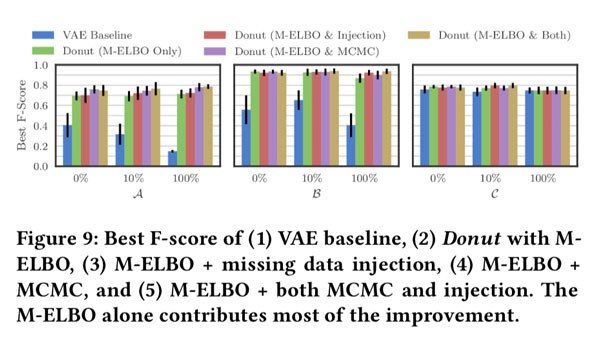 VAE Baseline
Donut (M-ELBO Only)
Donut (M-ELBO & Injection)
Donut (M-ELBO & MCMC)
Donut (M-ELBO & Both)
Best F-Score
1.0
0.8
0.6
0.4
0.2
0.0
0% 10% 100%
𝒜
0% 10% 100%
ℬ
0% 10% 100%
𝒞
Figure 9: Best F-score of (1) VAE baseline, (2) Donut with M-
ELBO, (3) M-ELBO + missing data injection, (4) M-ELBO +
MCMC, and (5) M-ELBO + both MCMC and injection. The
M-ELBO alone contributes most of the improvement.